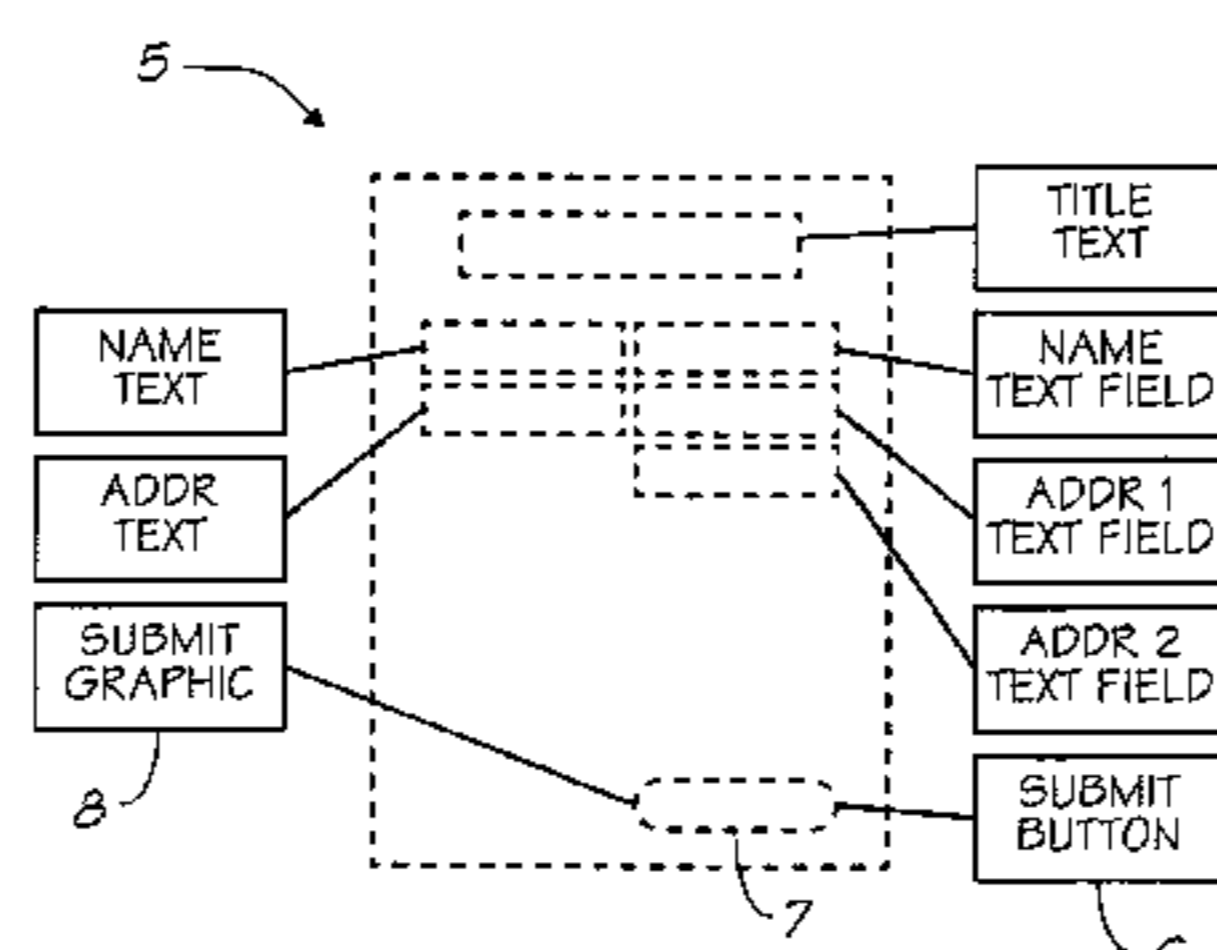 5
TITLE
TEXT
NAME
TEXT
NAME
TEXT FIELD
ADDR
TEXT
ADDR 1
TEXT FIELD
SUBMIT
GRAPHIC
ADDR 2
TEXT FIELD
8
SUBMIT
BUTTON
7